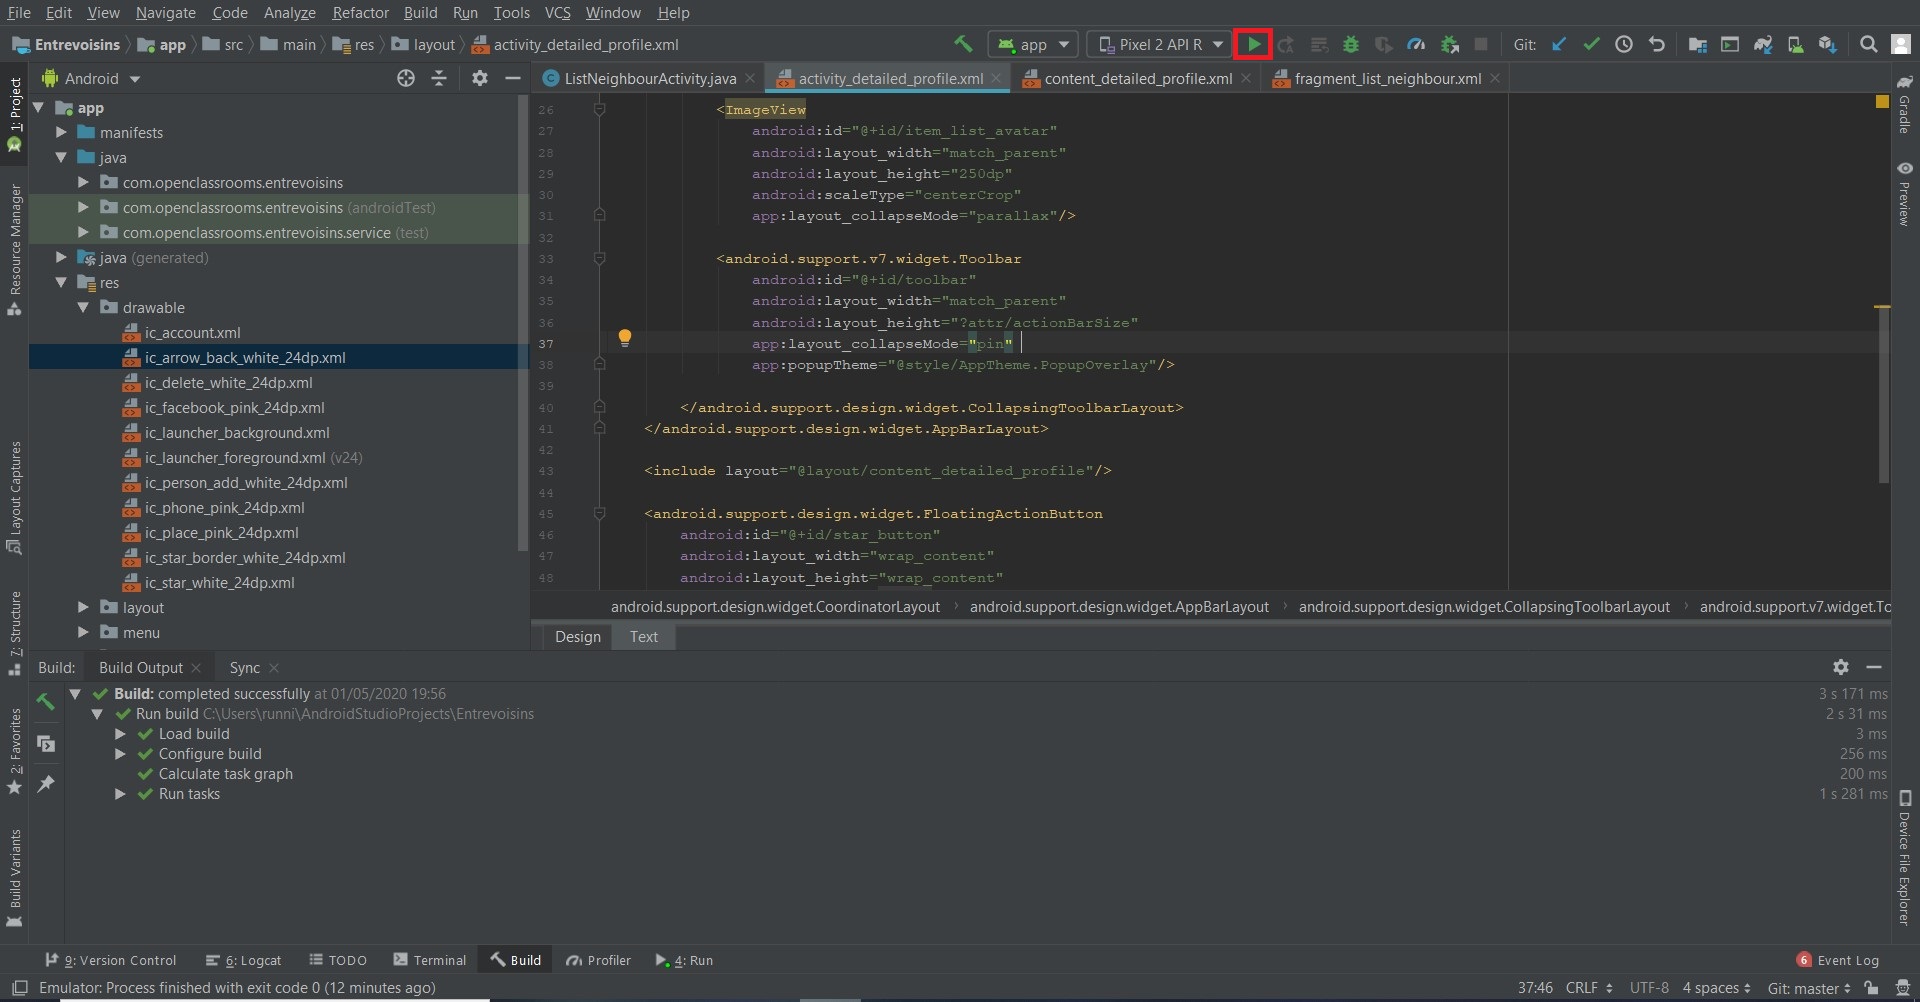 File Edit View Navigate Code Analyze Refactor Build Run Tools VCS Window Help
Entrevoisins app src main res layout activity_detailed_profile.xml app Pixel 2 API R Git:
Android ListNeighbourActivity.java activity_detailed_profile.xml content_detailed_profile.xml fragment_list_neighbour.xml
1: Project
Resource Manager
Layout Captures
7: Structure
2: Favorites
Build Variants
app
manifests
java
com.openclassrooms.entrevoisins
com.openclassrooms.entrevoisins (androidTest)
com.openclassrooms.entrevoisins.service (test)
java (generated)
res
drawable
ic_account.xml
ic_arrow_back_white_24dp.xml
ic_delete_white_24dp.xml
ic_facebook_pink_24dp.xml
ic_launcher_background.xml
ic_launcher_foreground.xml (v24)
ic_person_add_white_24dp.xml
ic_phone_pink_24dp.xml
ic_place_pink_24dp.xml
ic_star_border_white_24dp.xml
ic_star_white_24dp.xml
layout
menu
26 <ImageView
27 android:id="@+id/item_list_avatar"
28 android:layout_width="match_parent"
29 android:layout_height="250dp"
30 android:scaleType="centerCrop"
31 app:layout_collapseMode="parallax"/>
32
33 <android.support.v7.widget.Toolbar
34 android:id="@+id/toolbar"
35 android:layout_width="match_parent"
36 android:layout_height="?attr/actionBarSize"
37 app:layout_collapseMode="pin"
38 app:popupTheme="@style/AppTheme.PopupOverlay"/>
39
40 </android.support.design.widget.CollapsingToolbarLayout>
41 </android.support.design.widget.AppBarLayout>
42
43 <include layout="@layout/content_detailed_profile"/>
44
45 <android.support.design.widget.FloatingActionButton
46 android:id="@+id/star_button"
47 android:layout_width="wrap_content"
48 android:layout_height="wrap_content"
android.support.design.widget.CoordinatorLayout android.support.design.widget.AppBarLayout android.support.design.widget.CollapsingToolbarLayout android.support.v7.widget.To
Design Text
Gradle
Preview
Device File Explorer
Build: Build Output Sync
Build: completed successfully at 01/05/2020 19:56 3 s 171 ms
Run build C:\Users\runni\AndroidStudioProjects\Entrevoisins 2 s 31 ms
Load build 3 ms
Configure build 256 ms
Calculate task graph 200 ms
Run tasks 1 s 281 ms
9: Version Control 6: Logcat TODO Terminal Build Profiler 4: Run 6 Event Log
Emulator: Process finished with exit code 0 (12 minutes ago) 37:46 CRLF UTF-8 4 spaces Git: master